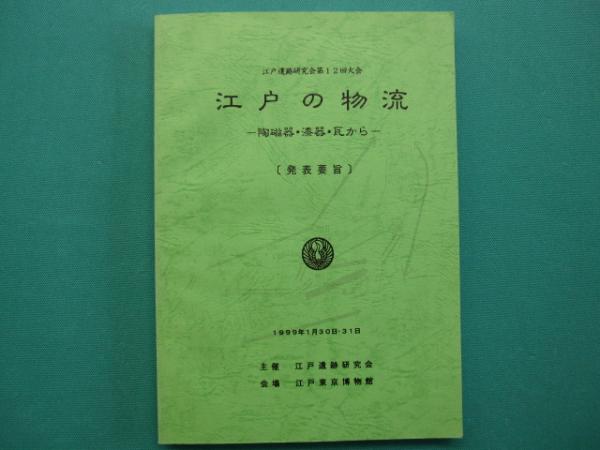 江戸遺跡研究会第12回大会
江戸の物流
－陶磁器・漆器・瓦から－
〔発表要旨〕
1999年1月30日・31日
主催 江戸遺跡研究会
会場 江戸東京博物館